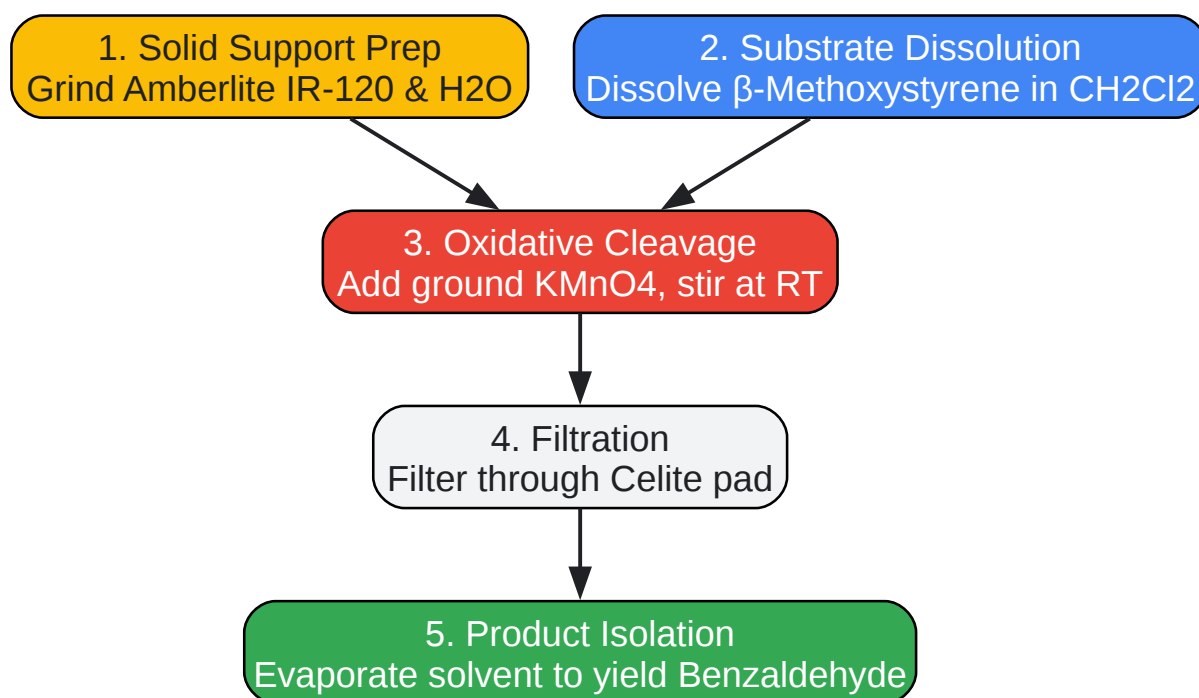 1. Solid Support Prep
Grind Amberlite IR-120 & H2O
2. Substrate Dissolution
Dissolve β-Methoxystyrene in CH2Cl2
3. Oxidative Cleavage
Add ground KMnO4, stir at RT
4. Filtration
Filter through Celite pad
5. Product Isolation
Evaporate solvent to yield Benzaldehyde